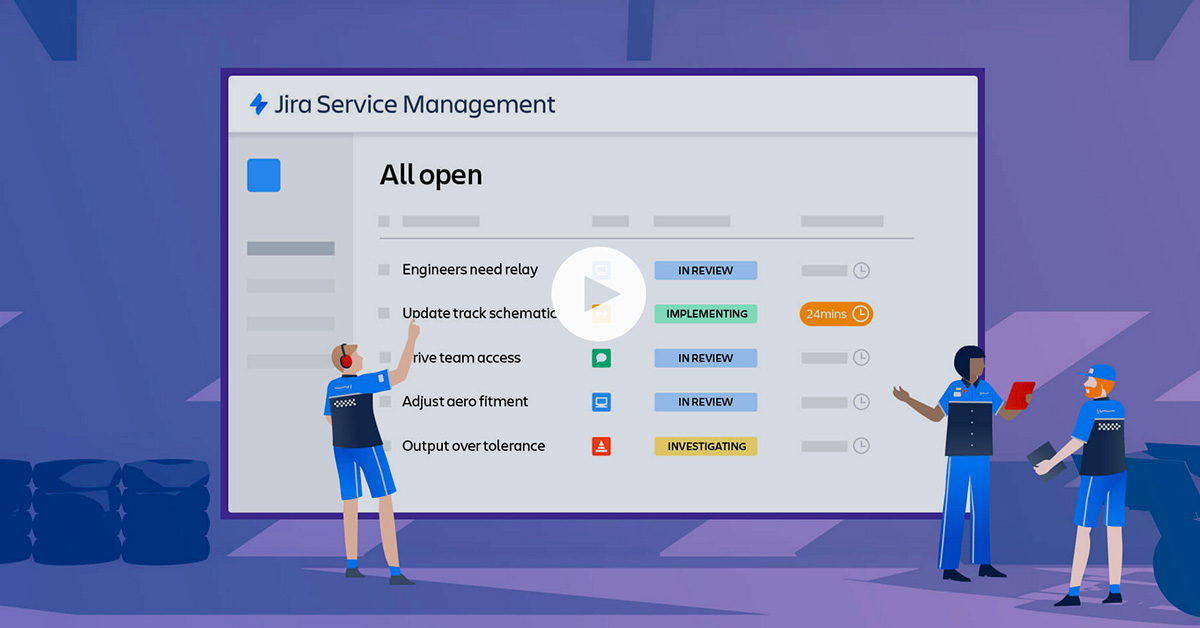 Jira Service Management
All open
Engineers need relay
IN REVIEW
Update track schematic
IMPLEMENTING
24mins
rive team access
IN REVIEW
Adjust aero fitment
IN REVIEW
Output over tolerance
INVESTIGATING